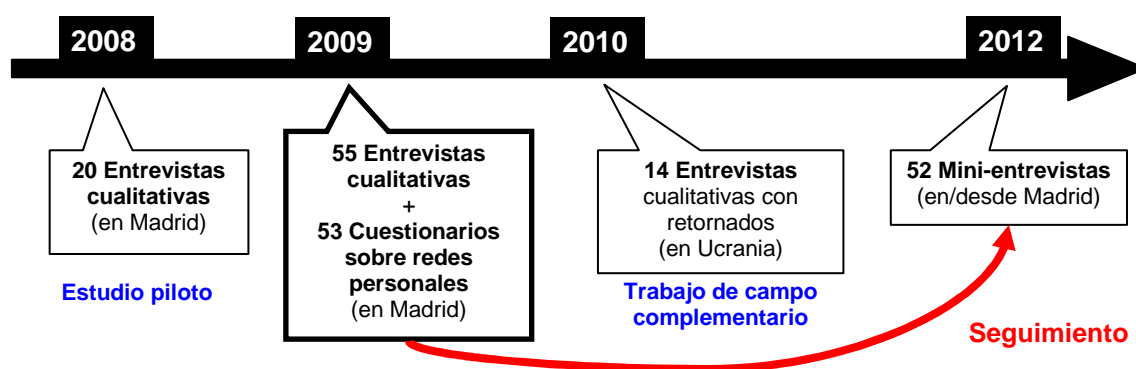 2008
2009
2010
2012
20 Entrevistas
cualitativas
(en Madrid)
Estudio piloto
55 Entrevistas
cualitativas
+
53 Cuestionarios
sobre redes
personales
(en Madrid)
14 Entrevistas
cualitativas con
retornados
(en Ucrania)
Trabajo de campo
complementario
52 Mini-entrevistas
(en/desde Madrid)
Seguimiento